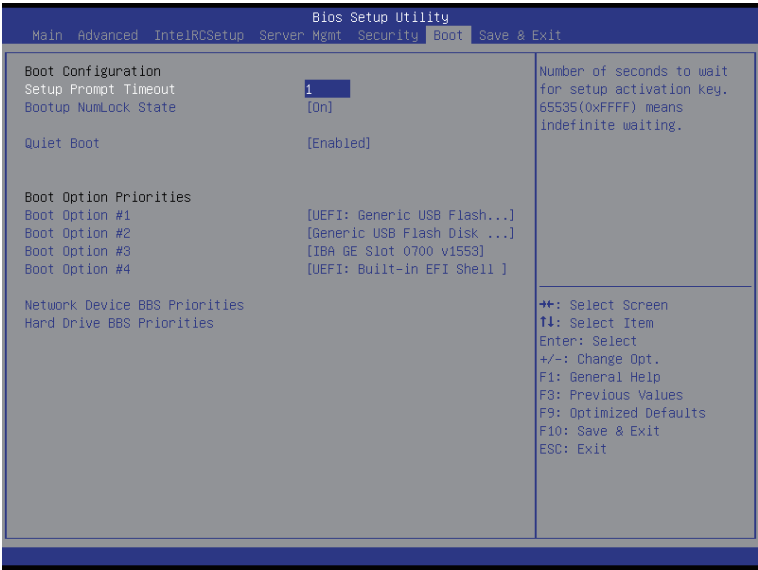 Bios Setup Utility
Main Advanced IntelRCSetup Server Mgmt Security Boot Save & Exit
Boot Configuration
Setup Prompt Timeout 1
Bootup NumLock State [On]
Quiet Boot [Enabled]
Boot Option Priorities
Boot Option #1 [UEFI: Generic USB Flash...]
Boot Option #2 [Generic USB Flash Disk ...]
Boot Option #3 [IBA GE Slot 0700 v1553]
Boot Option #4 [UEFI: Built-in EFI Shell ]
Network Device BBS Priorities
Hard Drive BBS Priorities
Number of seconds to wait
for setup activation key.
65535(0xFFFF) means
indefinite waiting.
→←: Select Screen
↑↓: Select Item
Enter: Select
+/-: Change Opt.
F1: General Help
F3: Previous Values
F9: Optimized Defaults
F10: Save & Exit
ESC: Exit